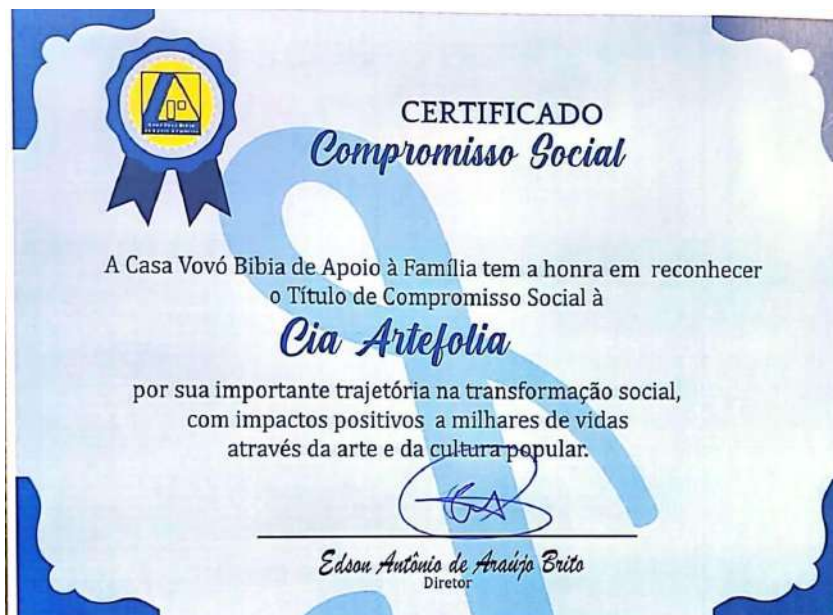 CERTIFICADO
Compromisso Social
A Casa Vovó Bibia de Apoio à Família tem a honra em reconhecer
o Título de Compromisso Social à
Cia Artefolia
por sua importante trajetória na transformação social,
com impactos positivos a milhares de vidas
através da arte e da cultura popular.
Edson Antônio de Araújo Brito
Diretor